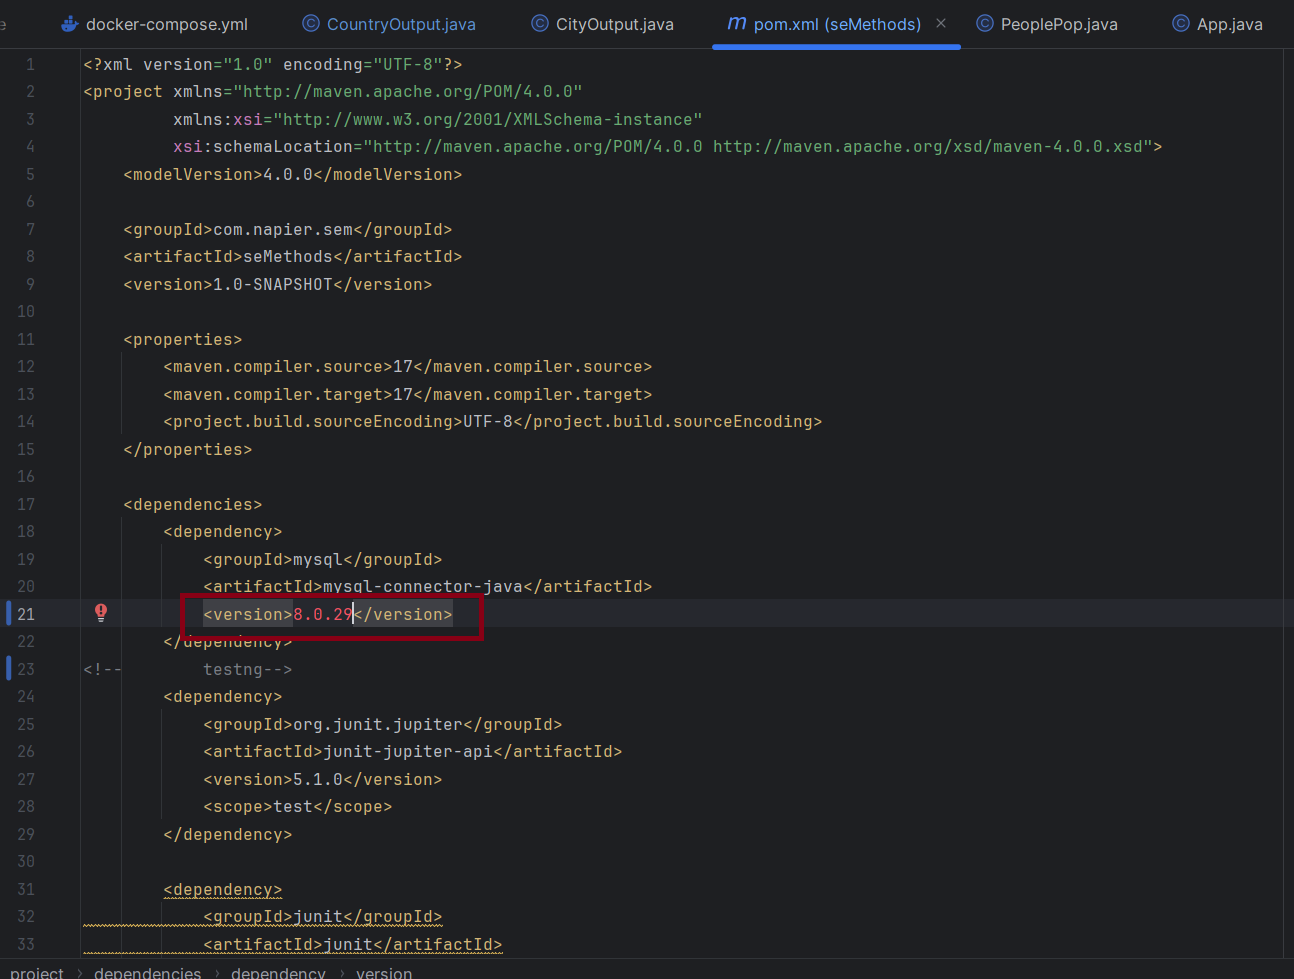 e docker-compose.yml CountryOutput.java CityOutput.java pom.xml (seMethods) PeoplePop.java App.java
1 <?xml version="1.0" encoding="UTF-8"?>
2 <project xmlns="http://maven.apache.org/POM/4.0.0"
3 xmlns:xsi="http://www.w3.org/2001/XMLSchema-instance"
4 xsi:schemaLocation="http://maven.apache.org/POM/4.0.0 http://maven.apache.org/xsd/maven-4.0.0.xsd">
5 <modelVersion>4.0.0</modelVersion>
6
7 <groupId>com.napier.sem</groupId>
8 <artifactId>seMethods</artifactId>
9 <version>1.0-SNAPSHOT</version>
10
11 <properties>
12 <maven.compiler.source>17</maven.compiler.source>
13 <maven.compiler.target>17</maven.compiler.target>
14 <project.build.sourceEncoding>UTF-8</project.build.sourceEncoding>
15 </properties>
16
17 <dependencies>
18 <dependency>
19 <groupId>mysql</groupId>
20 <artifactId>mysql-connector-java</artifactId>
21 <version>8.0.29</version>
22 </dependency>
23 <!-- testng-->
24 <dependency>
25 <groupId>org.junit.jupiter</groupId>
26 <artifactId>junit-jupiter-api</artifactId>
27 <version>5.1.0</version>
28 <scope>test</scope>
29 </dependency>
30
31 <dependency>
32 <groupId>junit</groupId>
33 <artifactId>junit</artifactId>
project › dependencies › dependency › version